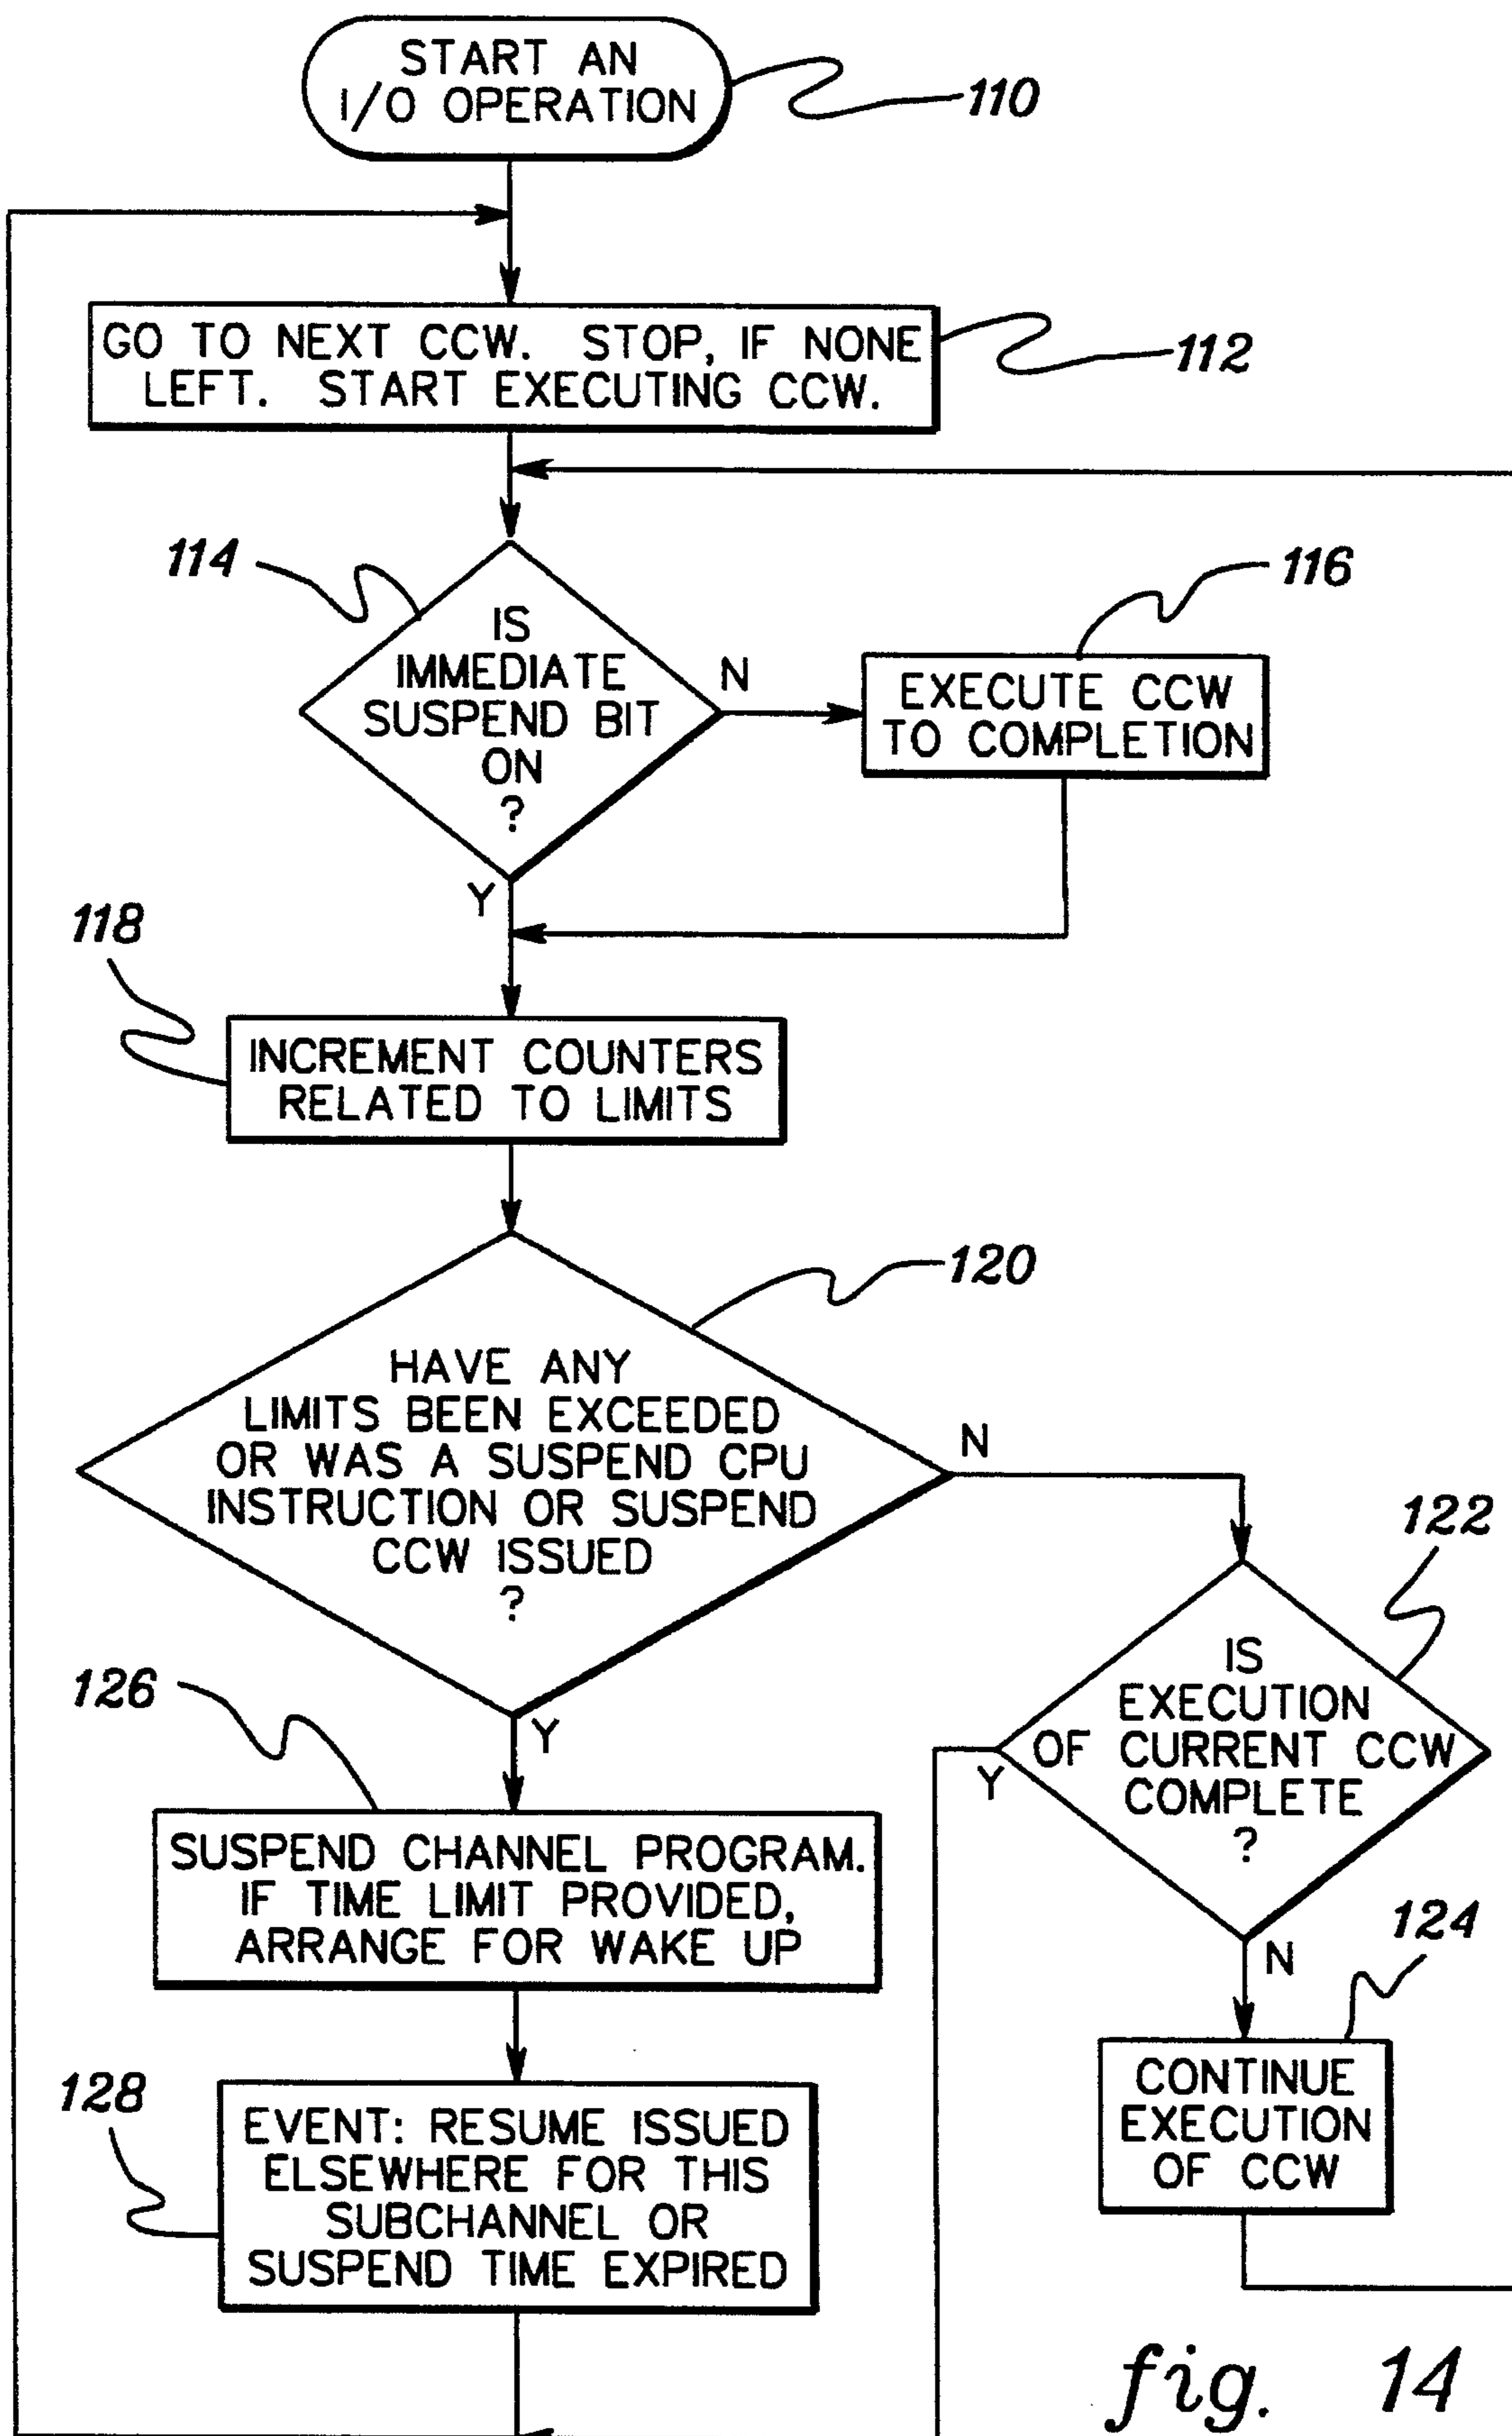 START AN
I/O OPERATION
110
GO TO NEXT CCW. STOP, IF NONE
LEFT. START EXECUTING CCW.
112
114
IS
IMMEDIATE
SUSPEND BIT
ON
?
N
Y
116
EXECUTE CCW
TO COMPLETION
118
INCREMENT COUNTERS
RELATED TO LIMITS
120
HAVE ANY
LIMITS BEEN EXCEEDED
OR WAS A SUSPEND CPU
INSTRUCTION OR SUSPEND
CCW ISSUED
?
N
Y
122
IS
EXECUTION
OF CURRENT CCW
COMPLETE
?
Y
N
124
CONTINUE
EXECUTION
OF CCW
126
SUSPEND CHANNEL PROGRAM.
IF TIME LIMIT PROVIDED,
ARRANGE FOR WAKE UP
128
EVENT: RESUME ISSUED
ELSEWHERE FOR THIS
SUBCHANNEL OR
SUSPEND TIME EXPIRED
fig. 14